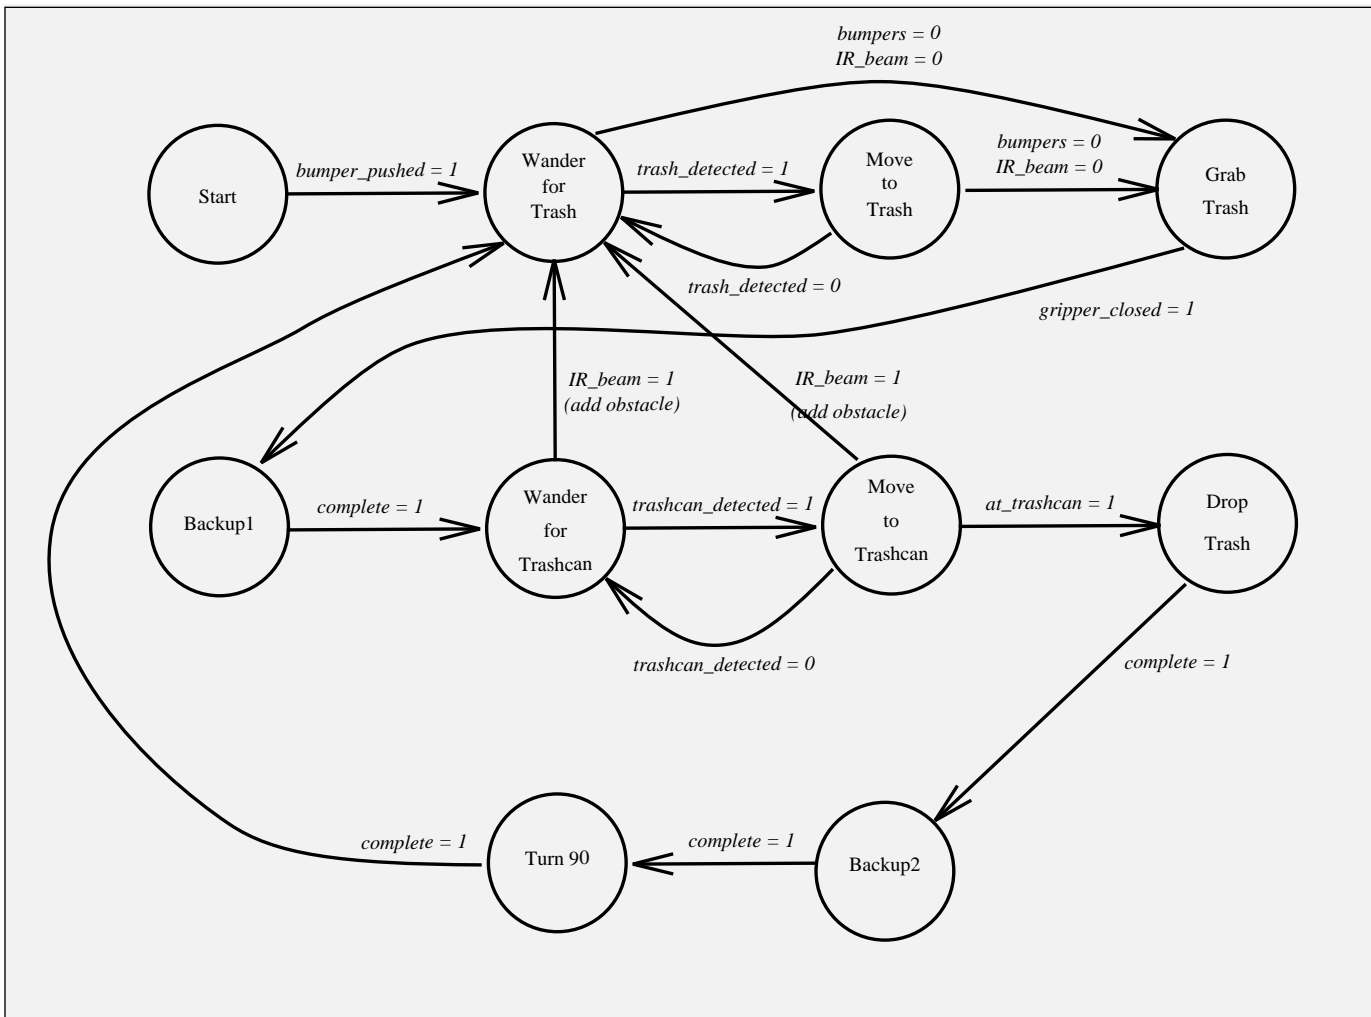 bumpers = 0
IR_beam = 0
Start
bumper_pushed = 1
Wander
for
Trash
trash_detected = 1
Move
to
Trash
bumpers = 0
IR_beam = 0
Grab
Trash
trash_detected = 0
gripper_closed = 1
IR_beam = 1
(add obstacle)
IR_beam = 1
(add obstacle)
Backup1
complete = 1
Wander
for
Trashcan
trashcan_detected = 1
Move
to
Trashcan
at_trashcan = 1
Drop
Trash
trashcan_detected = 0
complete = 1
complete = 1
Turn 90
complete = 1
Backup2